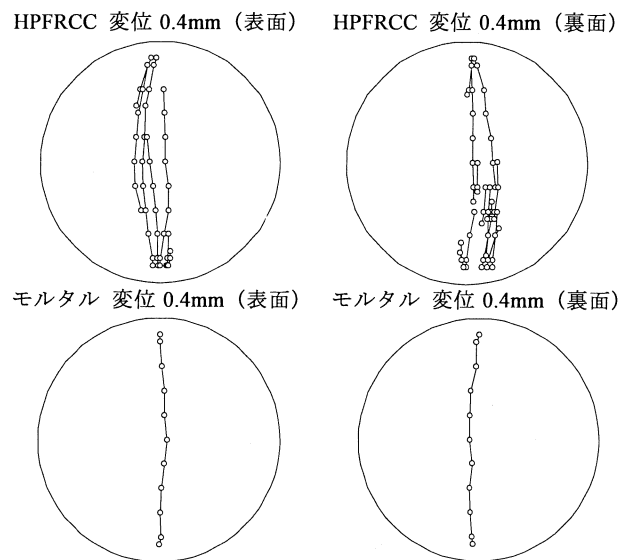 HPFRCC 変位 0.4mm（表面）
HPFRCC 変位 0.4mm（裏面）
モルタル 変位 0.4mm（表面）
モルタル 変位 0.4mm（裏面）